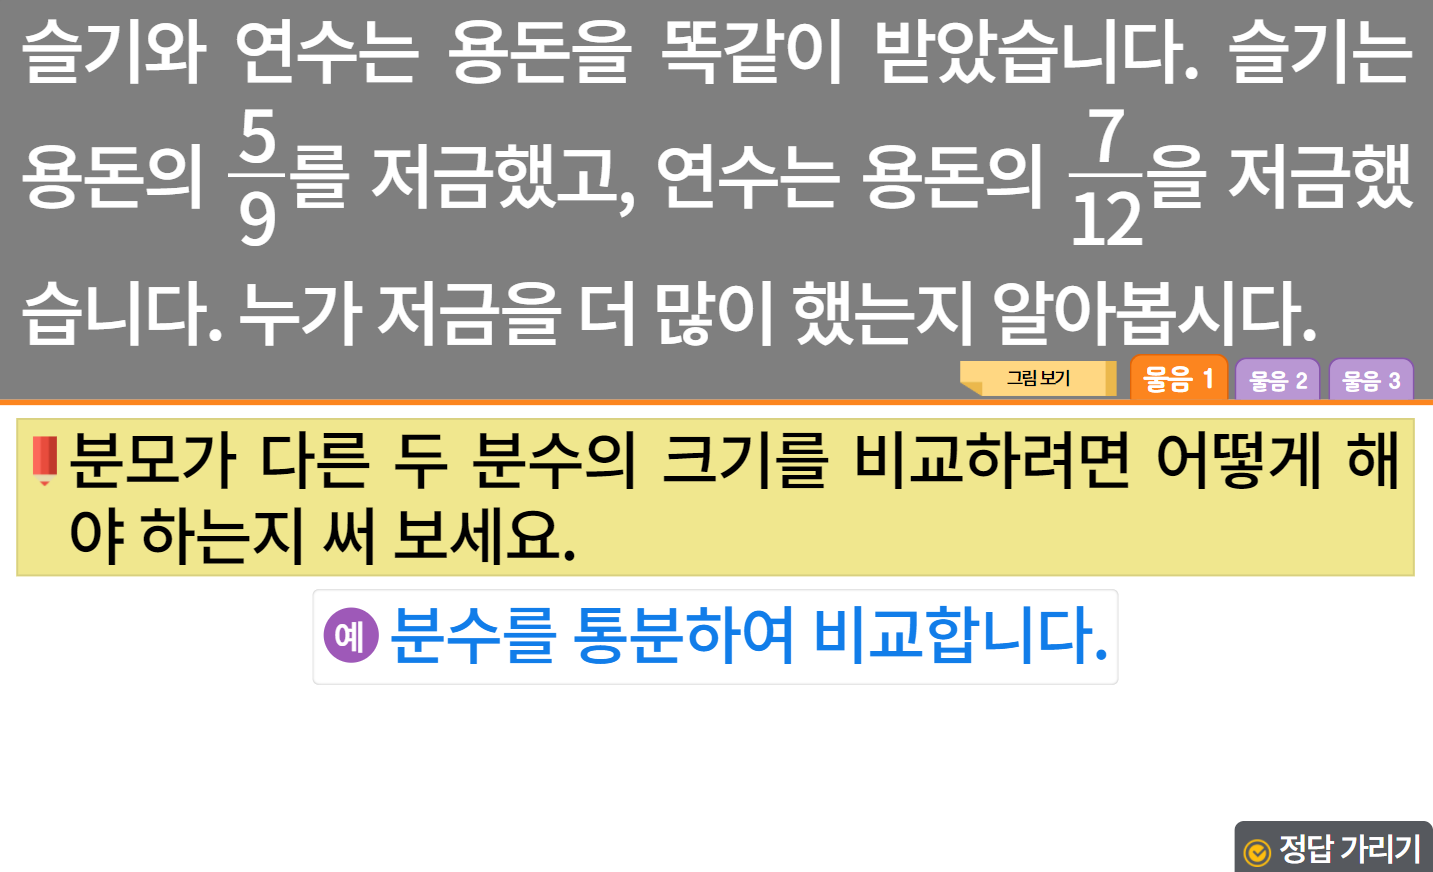 슬기와 연수는 용돈을 똑같이 받았습니다. 슬기는
용돈의 5/9를 저금했고, 연수는 용돈의 7/12을 저금했
습니다. 누가 저금을 더 많이 했는지 알아봅시다.
그림 보기 물음 1 물음 2 물음 3
분모가 다른 두 분수의 크기를 비교하려면 어떻게 해
야 하는지 써 보세요.
예 분수를 통분하여 비교합니다.
정답 가리기